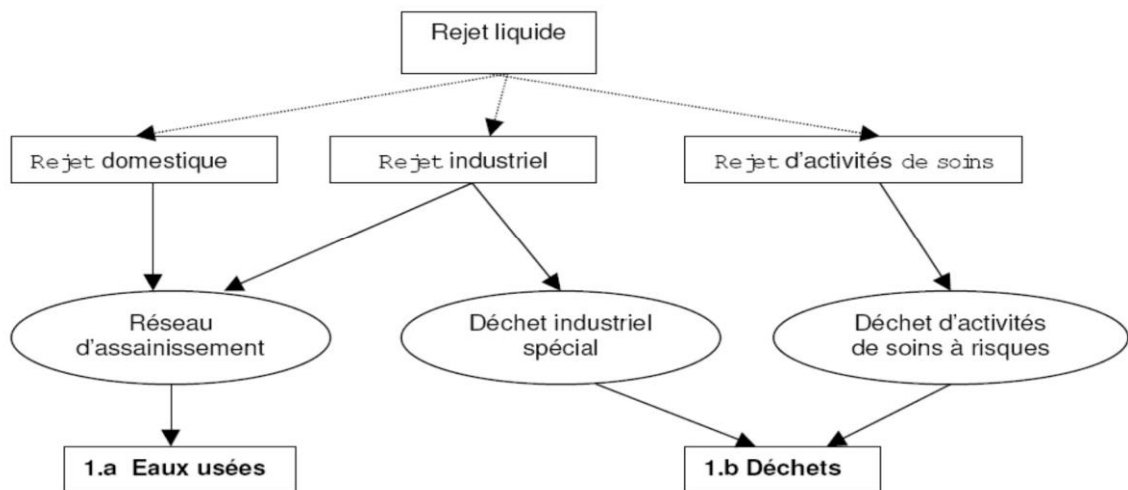 Rejet liquide
Rejet domestique
Rejet industriel
Rejet d'activités de soins
Réseau
d'assainissement
Déchet industriel
spécial
Déchet d'activités
de soins à risques
1.a Eaux usées
1.b Déchets